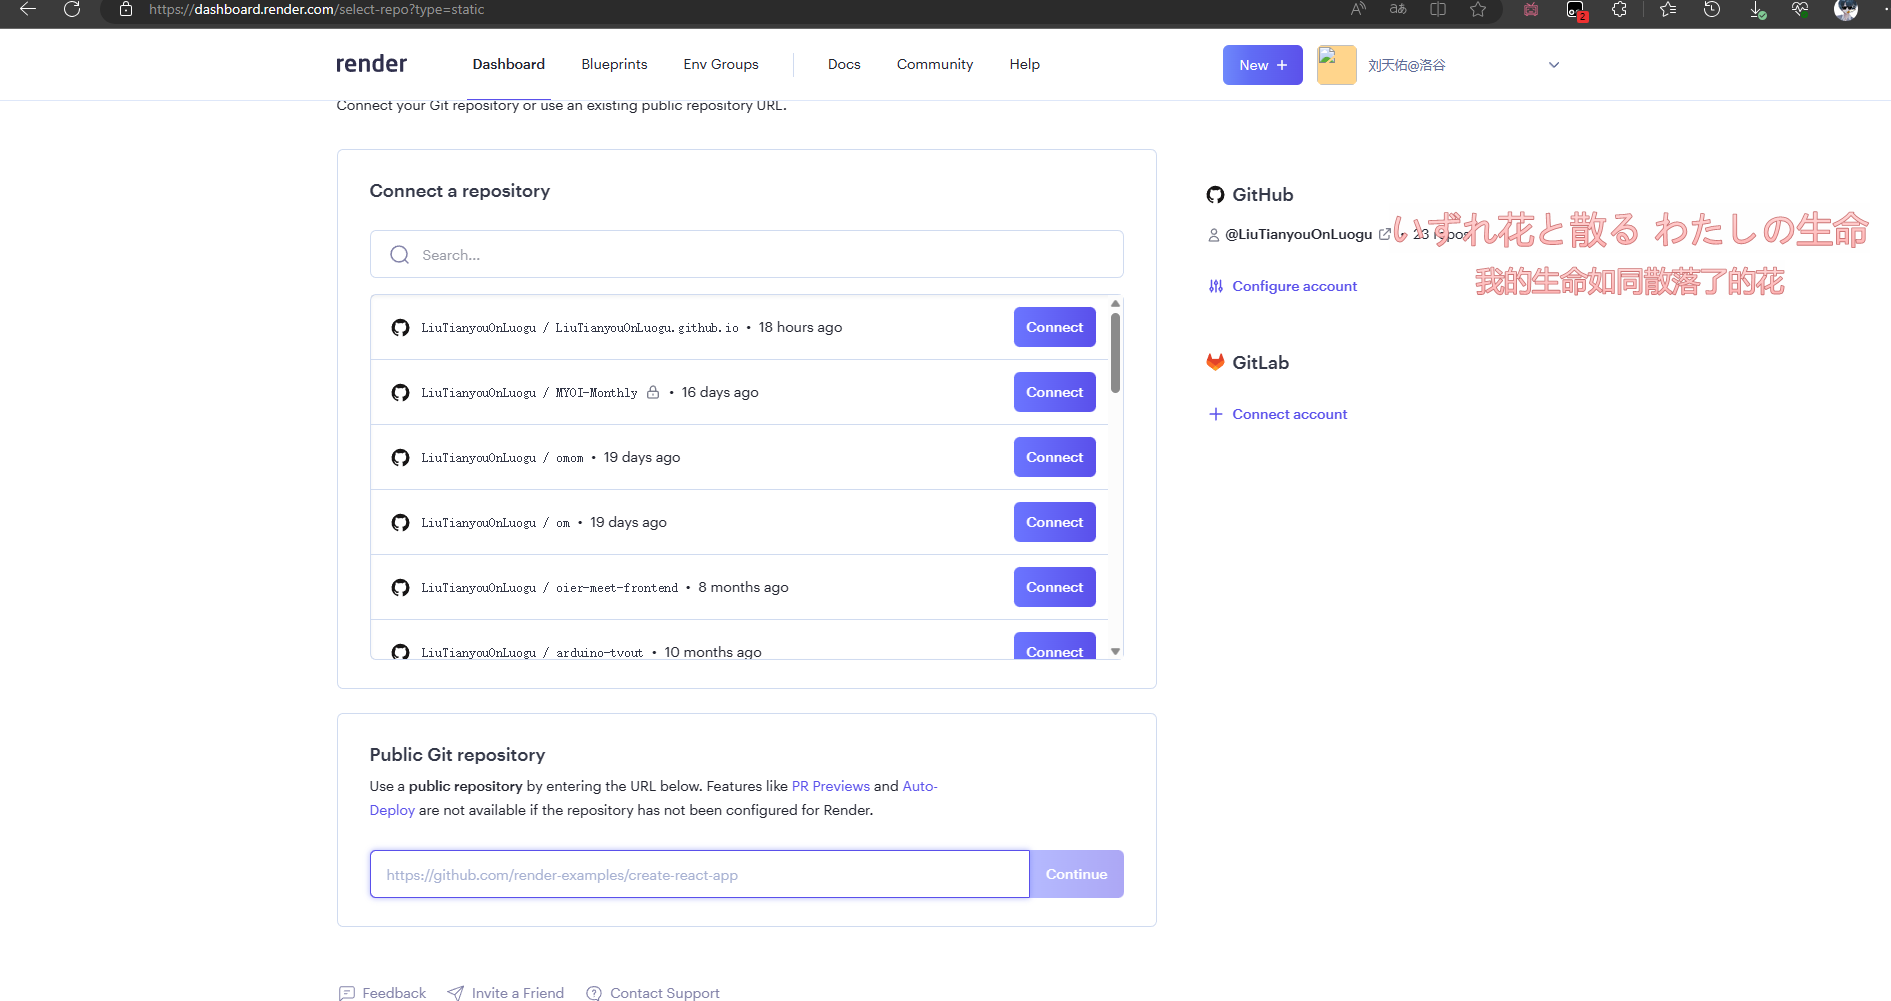 https://dashboard.render.com/select-repo?type=static
render
Dashboard
Blueprints
Env Groups
Docs
Community
Help
New +
刘天佑@洛谷
Connect your Git repository or use an existing public repository URL.
Connect a repository
Search...
LiuTianyouOnLuogu / LiuTianyouOnLuogu.github.io • 18 hours ago
Connect
LiuTianyouOnLuogu / MYOI-Monthly • 16 days ago
Connect
LiuTianyouOnLuogu / omom • 19 days ago
Connect
LiuTianyouOnLuogu / om • 19 days ago
Connect
LiuTianyouOnLuogu / oier-meet-frontend • 8 months ago
Connect
LiuTianyouOnLuogu / arduino-tvout • 10 months ago
Connect
GitHub
@LiuTianyouOnLuogu • 23 repos
いずれ花と散る わたしの生命
我的生命如同散落了的花
Configure account
GitLab
Connect account
Public Git repository
Use a public repository by entering the URL below. Features like PR Previews and Auto-
Deploy are not available if the repository has not been configured for Render.
https://github.com/render-examples/create-react-app
Continue
Feedback
Invite a Friend
Contact Support
2